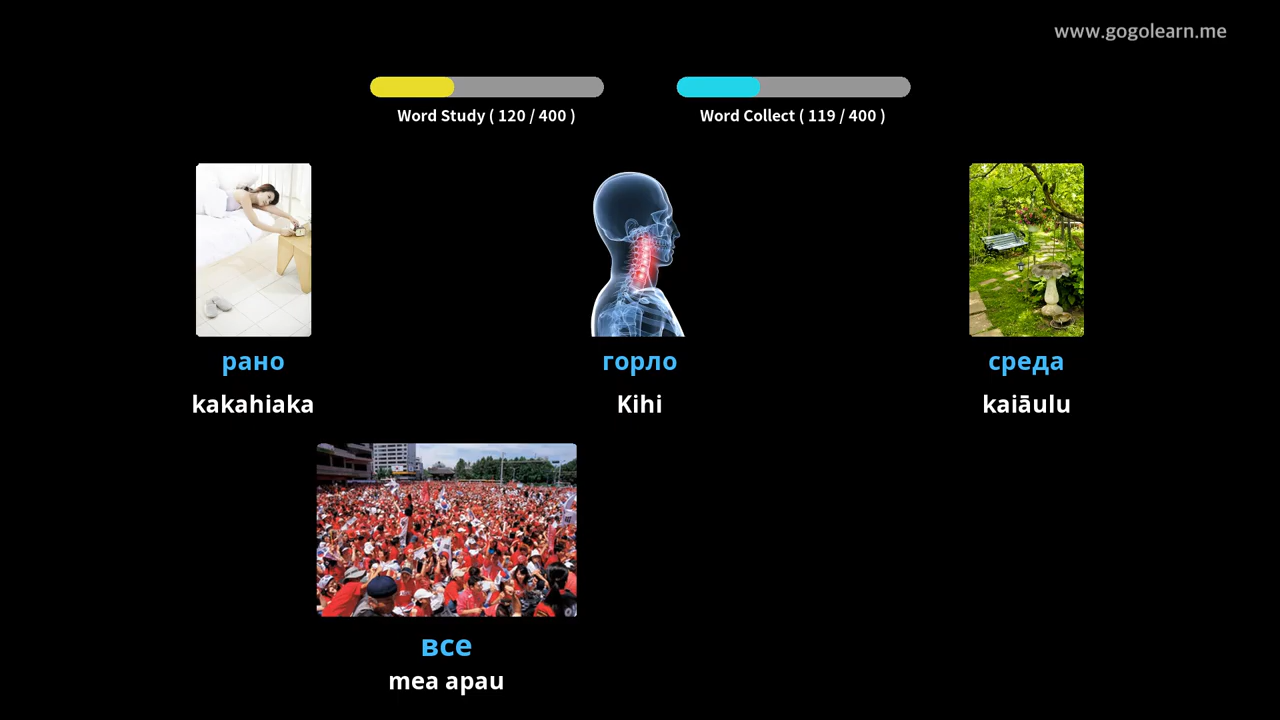 www.gogolearn.me
Word Study ( 120 / 400 )
Word Collect ( 119 / 400 )
рано
горло
среда
kakahiaka
Kihi
kaiāulu
все
mea apau